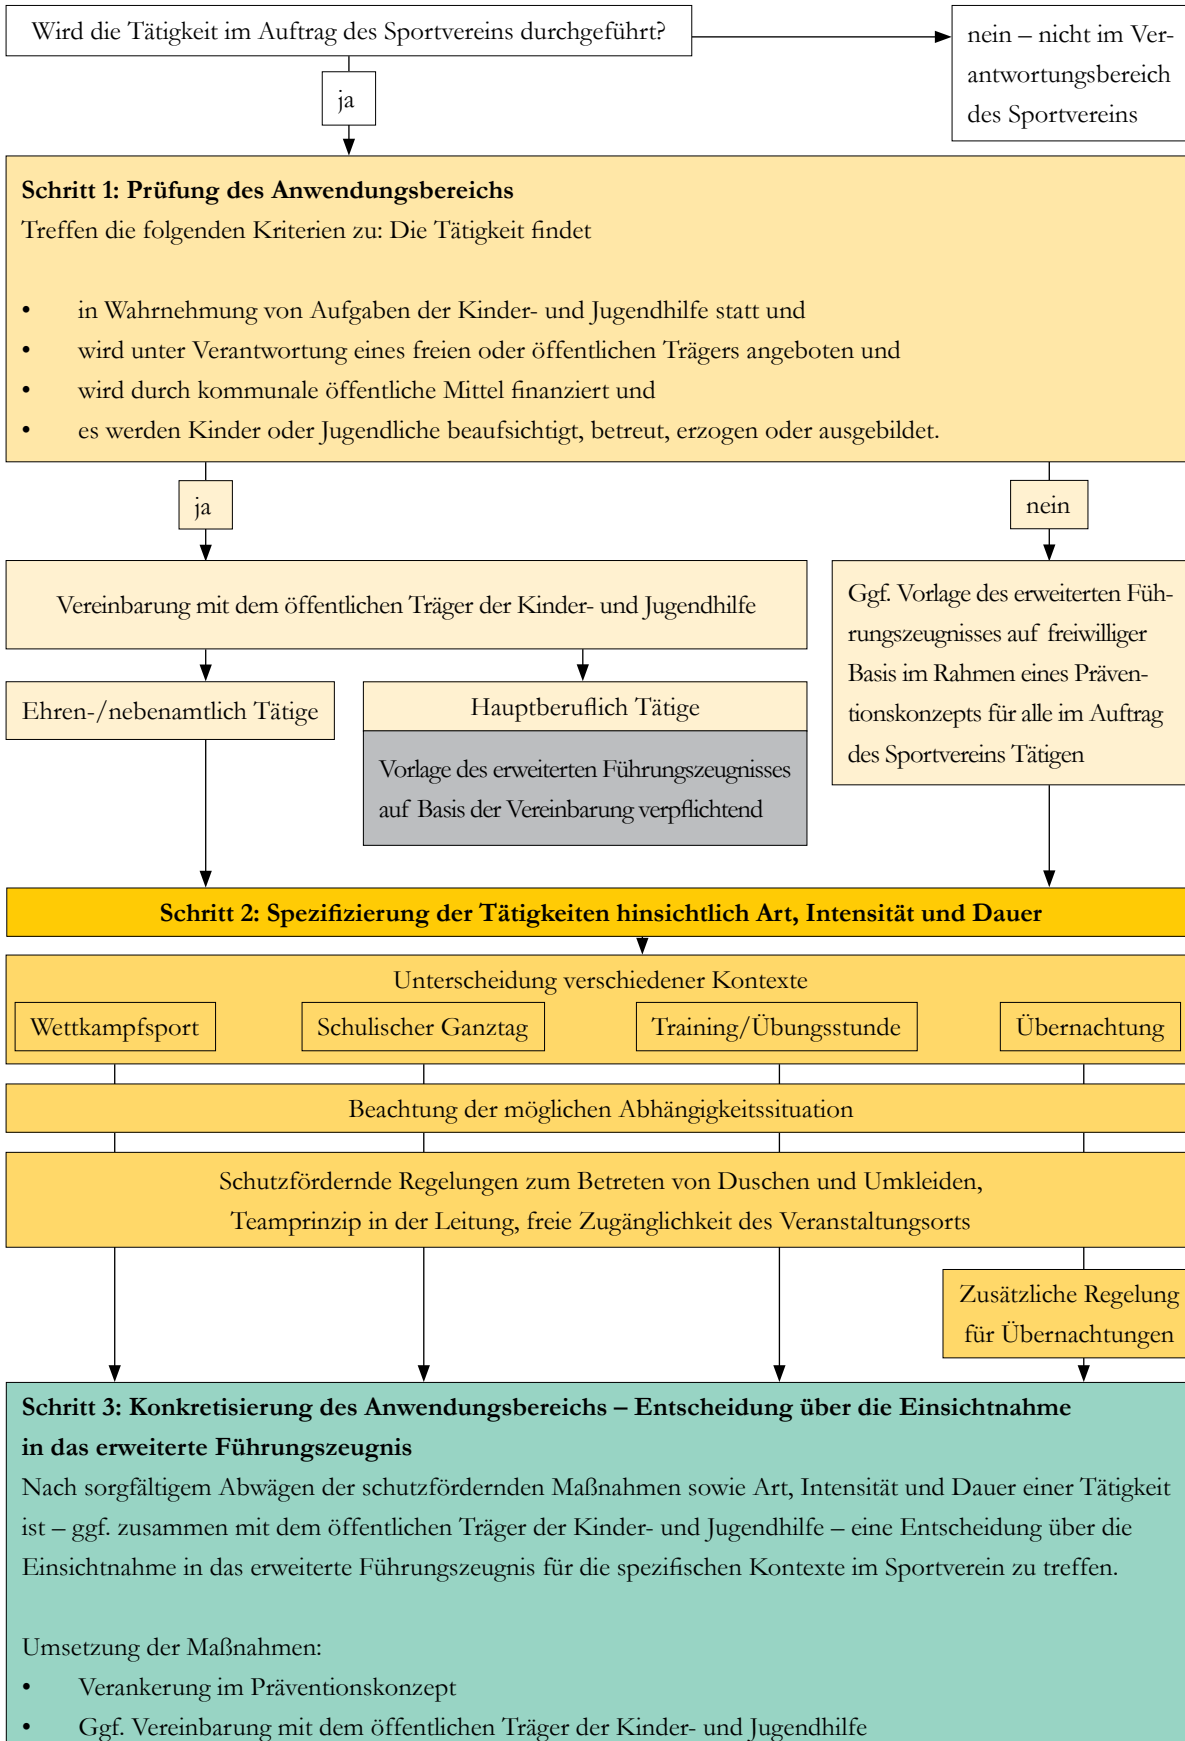 Wird die Tätigkeit im Auftrag des Sportvereins durchgeführt?
nein – nicht im Ver-
antwortungsbereich
des Sportvereins
ja
Schritt 1: Prüfung des Anwendungsbereichs
Treffen die folgenden Kriterien zu: Die Tätigkeit findet
• in Wahrnehmung von Aufgaben der Kinder- und Jugendhilfe statt und
• wird unter Verantwortung eines freien oder öffentlichen Trägers angeboten und
• wird durch kommunale öffentliche Mittel finanziert und
• es werden Kinder oder Jugendliche beaufsichtigt, betreut, erzogen oder ausgebildet.
ja
nein
Vereinbarung mit dem öffentlichen Träger der Kinder- und Jugendhilfe
Ggf. Vorlage des erweiterten Füh-
rungszeugnisses auf freiwilliger
Basis im Rahmen eines Präven-
tionskonzepts für alle im Auftrag
des Sportvereins Tätigen
Ehren-/nebenamtlich Tätige
Hauptberuflich Tätige
Vorlage des erweiterten Führungszeugnisses
auf Basis der Vereinbarung verpflichtend
Schritt 2: Spezifizierung der Tätigkeiten hinsichtlich Art, Intensität und Dauer
Unterscheidung verschiedener Kontexte
Wettkampfsport
Schulischer Ganztag
Training/Übungsstunde
Übernachtung
Beachtung der möglichen Abhängigkeitssituation
Schutzfördernde Regelungen zum Betreten von Duschen und Umkleiden,
Teamprinzip in der Leitung, freie Zugänglichkeit des Veranstaltungsorts
Zusätzliche Regelung
für Übernachtungen
Schritt 3: Konkretisierung des Anwendungsbereichs – Entscheidung über die Einsichtnahme
in das erweiterte Führungszeugnis
Nach sorgfältigem Abwägen der schutzfördernden Maßnahmen sowie Art, Intensität und Dauer einer Tätigkeit
ist – ggf. zusammen mit dem öffentlichen Träger der Kinder- und Jugendhilfe – eine Entscheidung über die
Einsichtnahme in das erweiterte Führungszeugnis für die spezifischen Kontexte im Sportverein zu treffen.
Umsetzung der Maßnahmen:
• Verankerung im Präventionskonzept
• Ggf. Vereinbarung mit dem öffentlichen Träger der Kinder- und Jugendhilfe